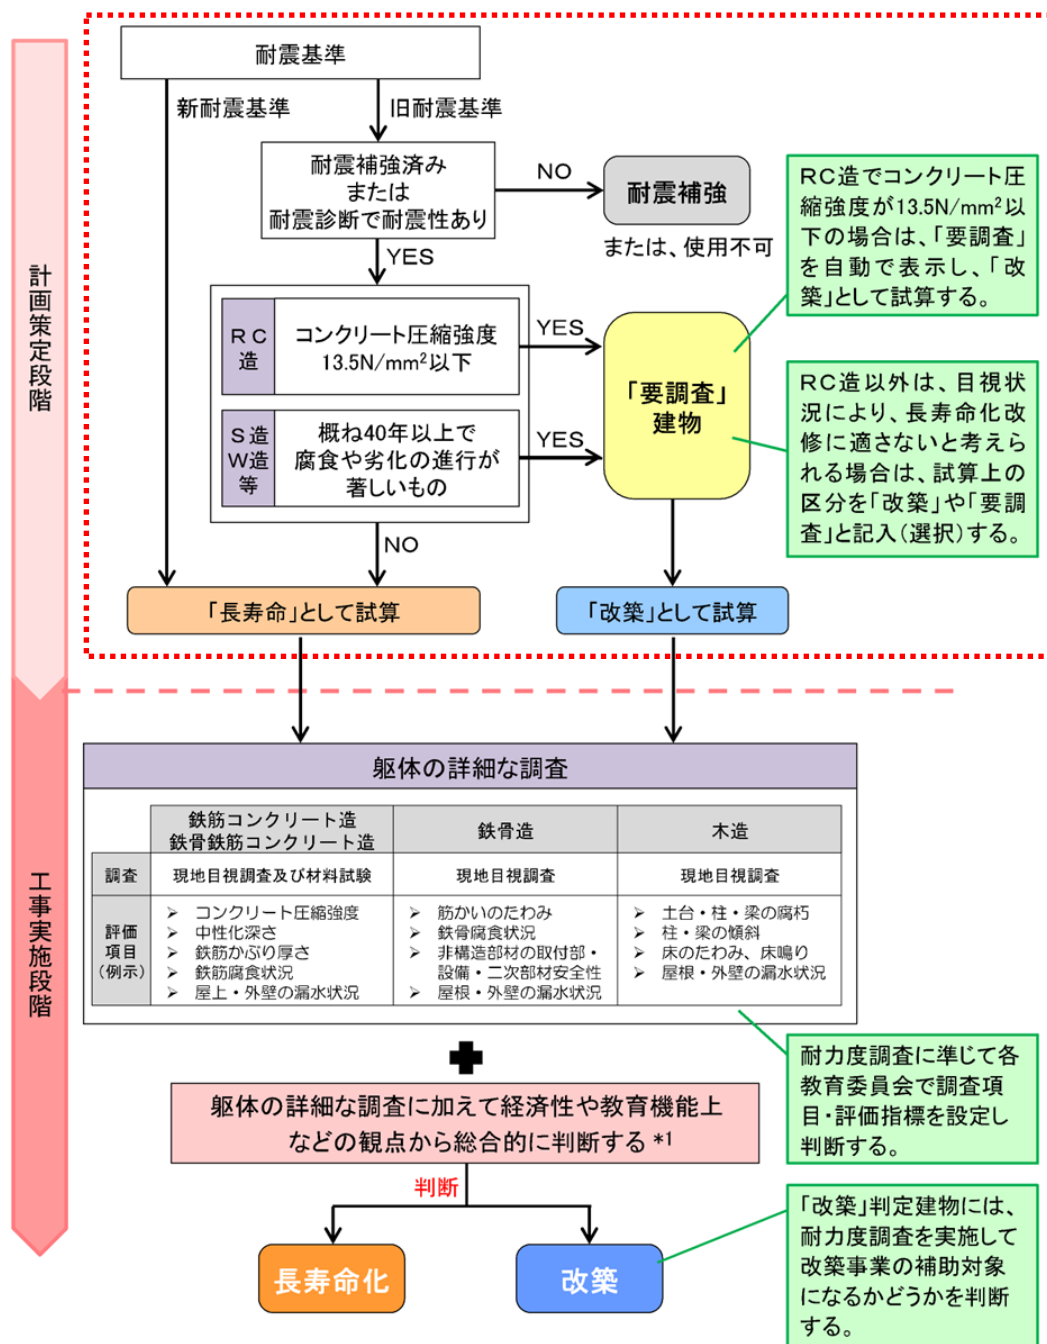 計画策定段階
耐震基準
新耐震基準
旧耐震基準
耐震補強済み
または
耐震診断で耐震性あり
NO
耐震補強
または、使用不可
YES
RC
造
コンクリート圧縮強度
13.5N/mm²以下
YES
S造
W造
等
概ね40年以上で
腐食や劣化の進行が
著しいもの
YES
「要調査」
建物
NO
「長寿命」として試算
「改築」として試算
RC造でコンクリート圧
縮強度が13.5N/mm²以
下の場合は、「要調査」
を自動で表示し、「改
築」として試算する。
RC造以外は、目視状
況により、長寿命化改
修に適さないと考えら
れる場合は、試算上の
区分を「改築」や「要調
査」と記入(選択)する。
工事実施段階
躯体の詳細な調査
鉄筋コンクリート造
鉄骨鉄筋コンクリート造
鉄骨造
木造
調査
現地目視調査及び材料試験
現地目視調査
現地目視調査
評価
項目
(例示)
➢ コンクリート圧縮強度
➢ 中性化深さ
➢ 鉄筋かぶり厚さ
➢ 鉄筋腐食状況
➢ 屋上・外壁の漏水状況
➢ 筋かいのたわみ
➢ 鉄骨腐食状況
➢ 非構造部材の取付部・
設備・二次部材安全性
➢ 屋根・外壁の漏水状況
➢ 土台・柱・梁の腐朽
➢ 柱・梁の傾斜
➢ 床のたわみ、床鳴り
➢ 屋根・外壁の漏水状況
耐力度調査に準じて各
教育委員会で調査項
目・評価指標を設定し
判断する。
躯体の詳細な調査に加えて経済性や教育機能上
などの観点から総合的に判断する *1
判断
長寿命化
改築
「改築」判定建物には、
耐力度調査を実施して
改築事業の補助対象
になるかどうかを判断
する。